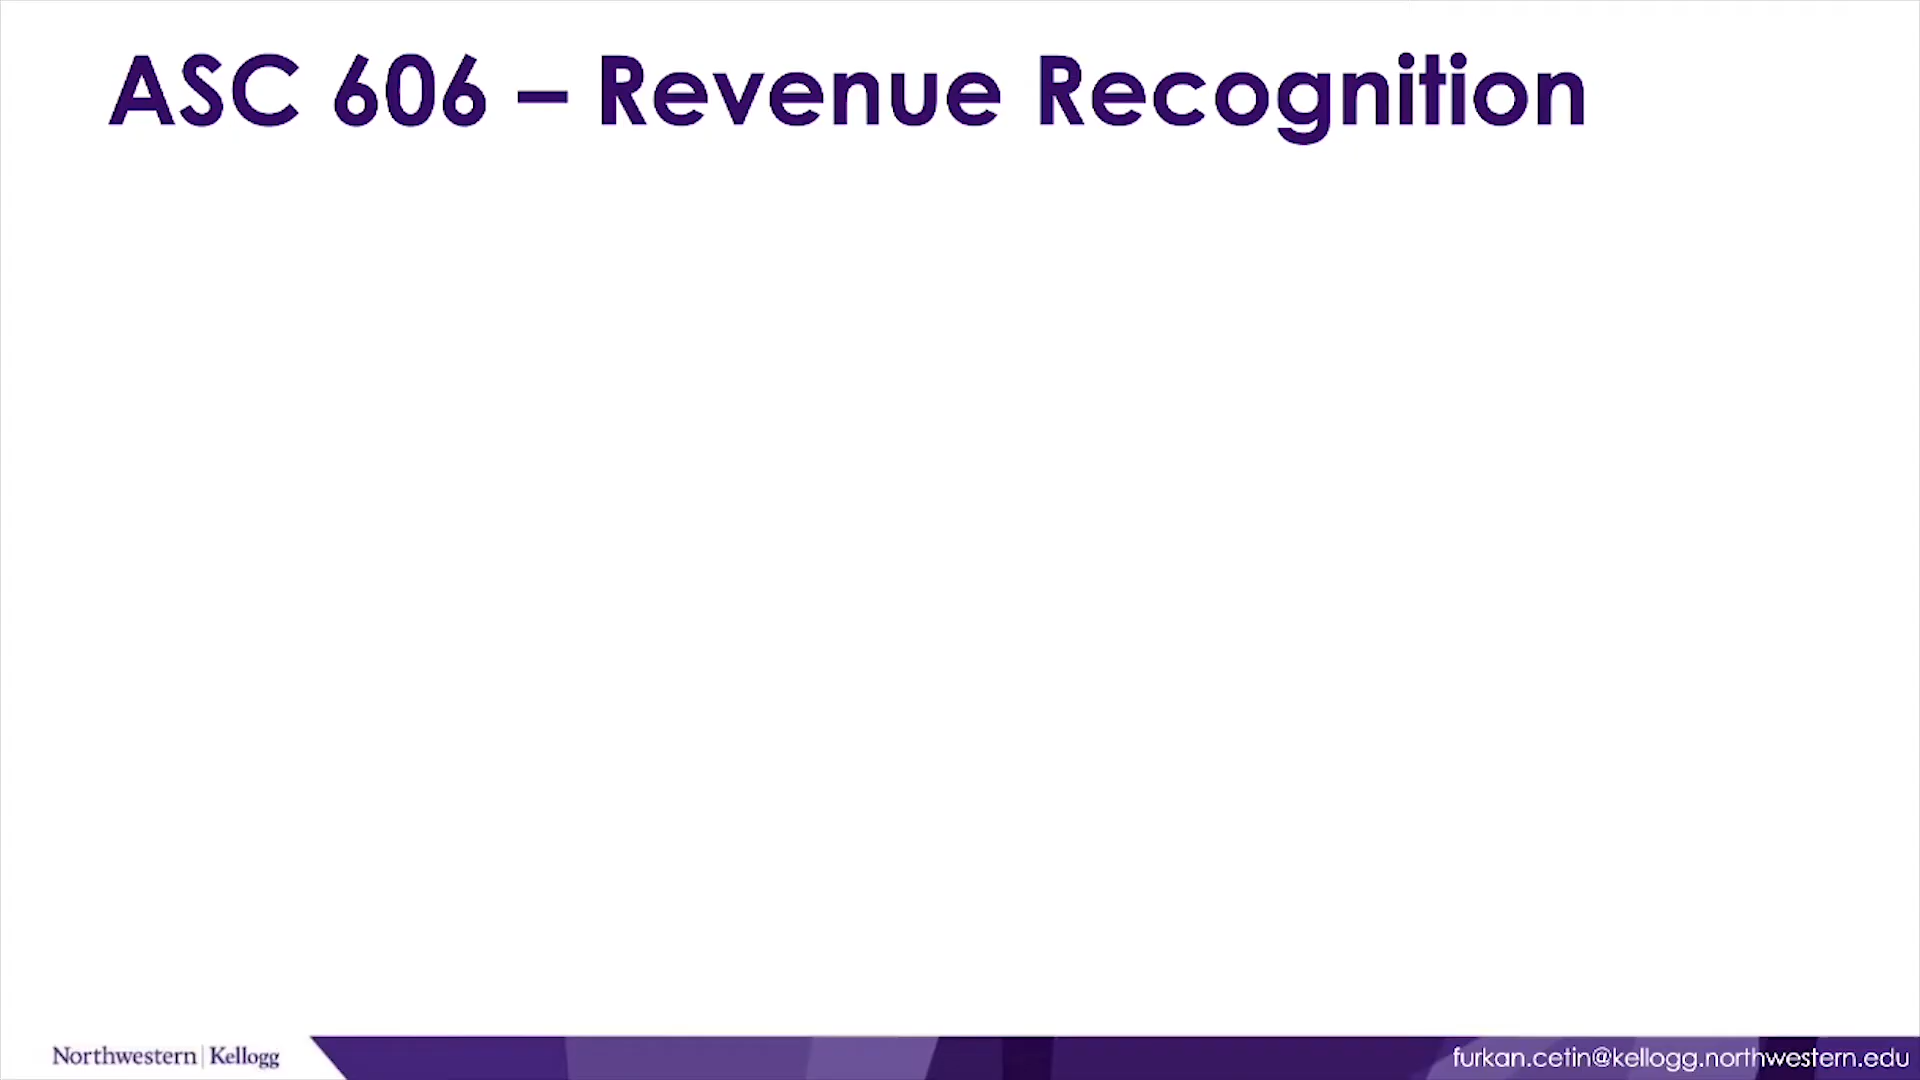 ASC 606 – Revenue Recognition
Northwestern | Kellogg
furkan.cetin@kellogg.northwestern.edu